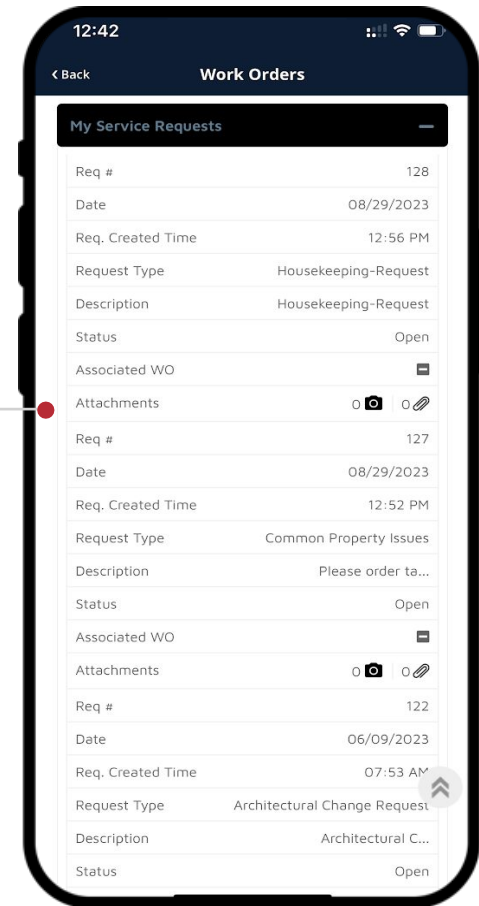 12:42
Back Work Orders
My Service Requests
Req # 128
Date 08/29/2023
Req. Created Time 12:56 PM
Request Type Housekeeping-Request
Description Housekeeping-Request
Status Open
Associated WO
Attachments 0 0
Req # 127
Date 08/29/2023
Req. Created Time 12:52 PM
Request Type Common Property Issues
Description Please order ta...
Status Open
Associated WO
Attachments 0 0
Req # 122
Date 06/09/2023
Req. Created Time 07:53 AM
Request Type Architectural Change Request
Description Architectural C...
Status Open